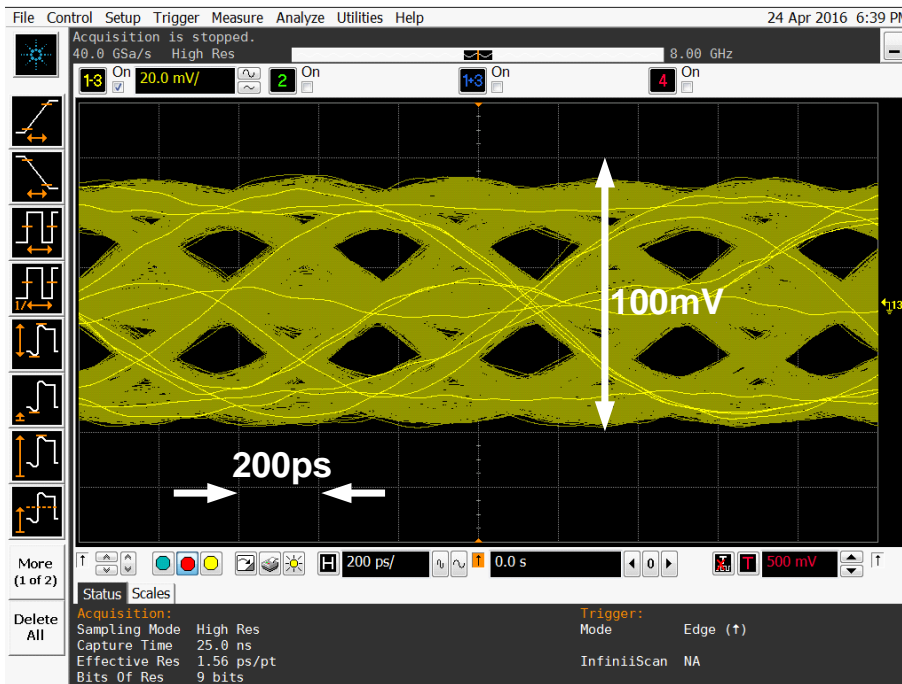 File Control Setup Trigger Measure Analyze Utilities Help 24 Apr 2016 6:39 PM
Acquisition is stopped.
40.0 GSa/s High Res 8.00 GHz
1-3 On 20.0 mV/ 2 On 1+3 On 4 On
100mV
13
200ps
1/
More
(1 of 2)
H 200 ps/ 0.0 s 0 T 500 mV
Status Scales
Delete
All
Acquisition: Trigger:
Sampling Mode High Res Mode Edge (↑)
Capture Time 25.0 ns
Effective Res 1.56 ps/pt InfiniiScan NA
Bits Of Res 9 bits